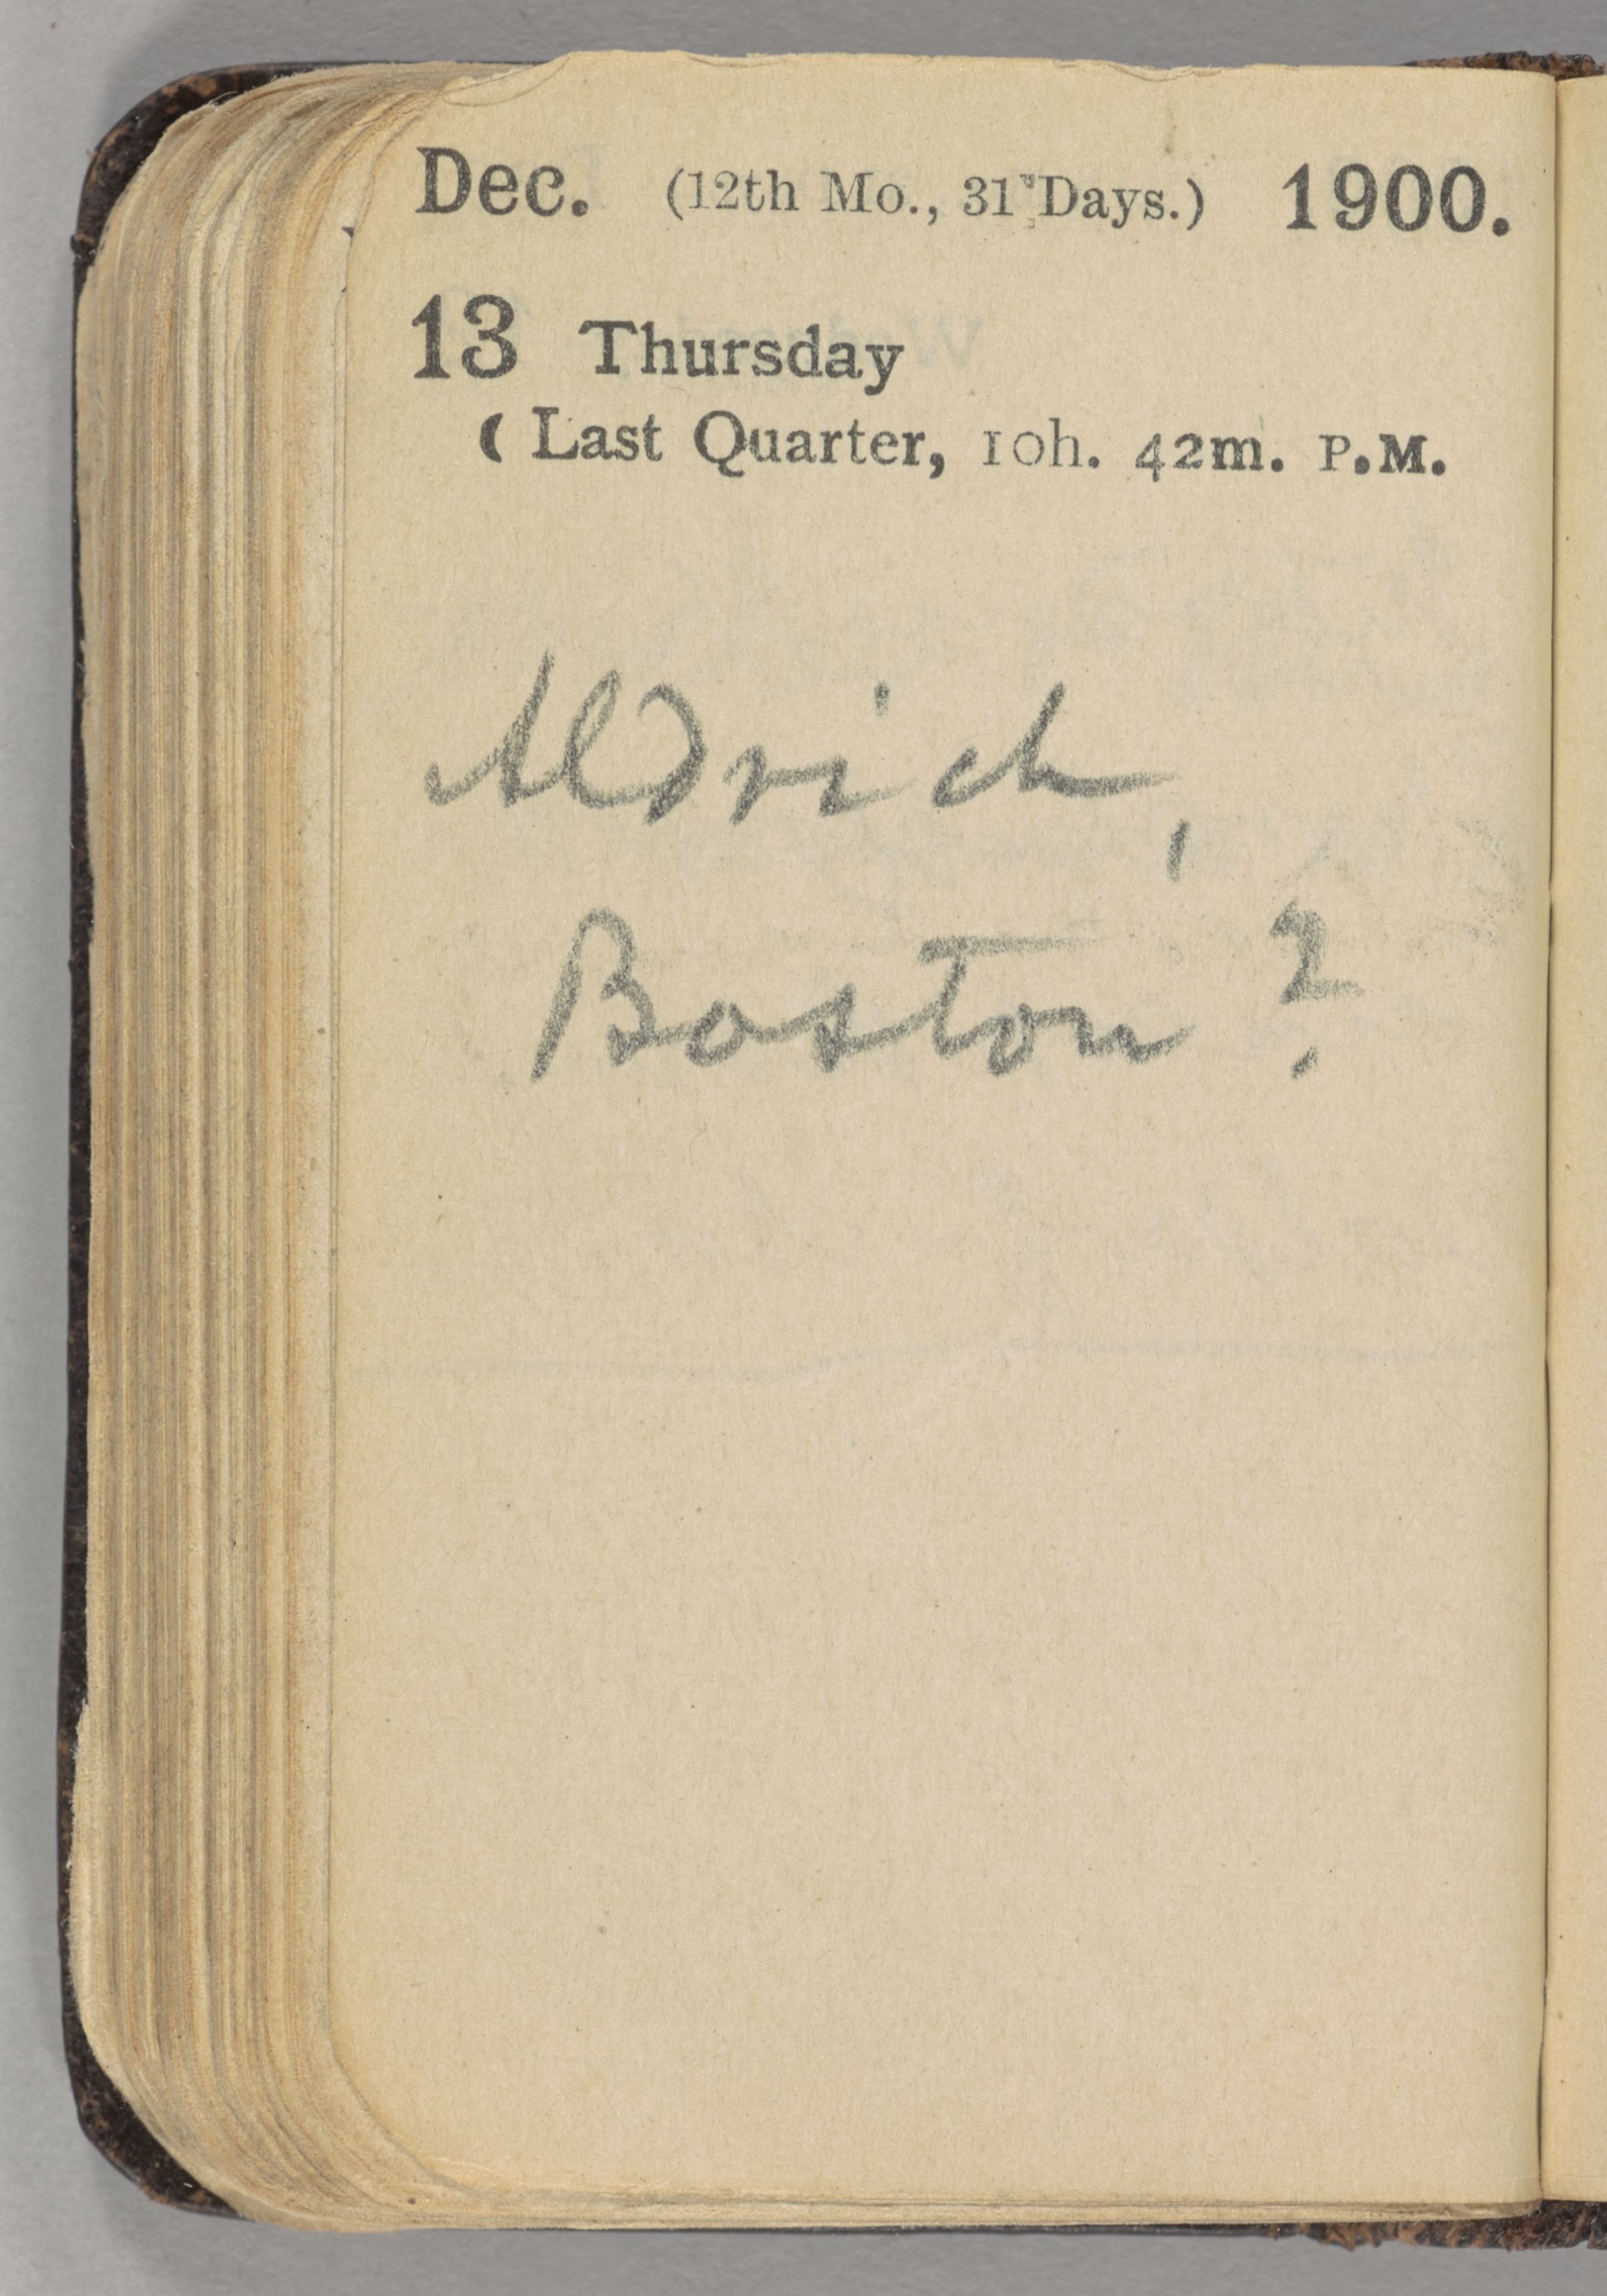 Dec. (12th Mo., 31 Days.) 1900.
13 Thursday
( Last Quarter, 10h. 42m. P.M.
Aldrich,
Boston?